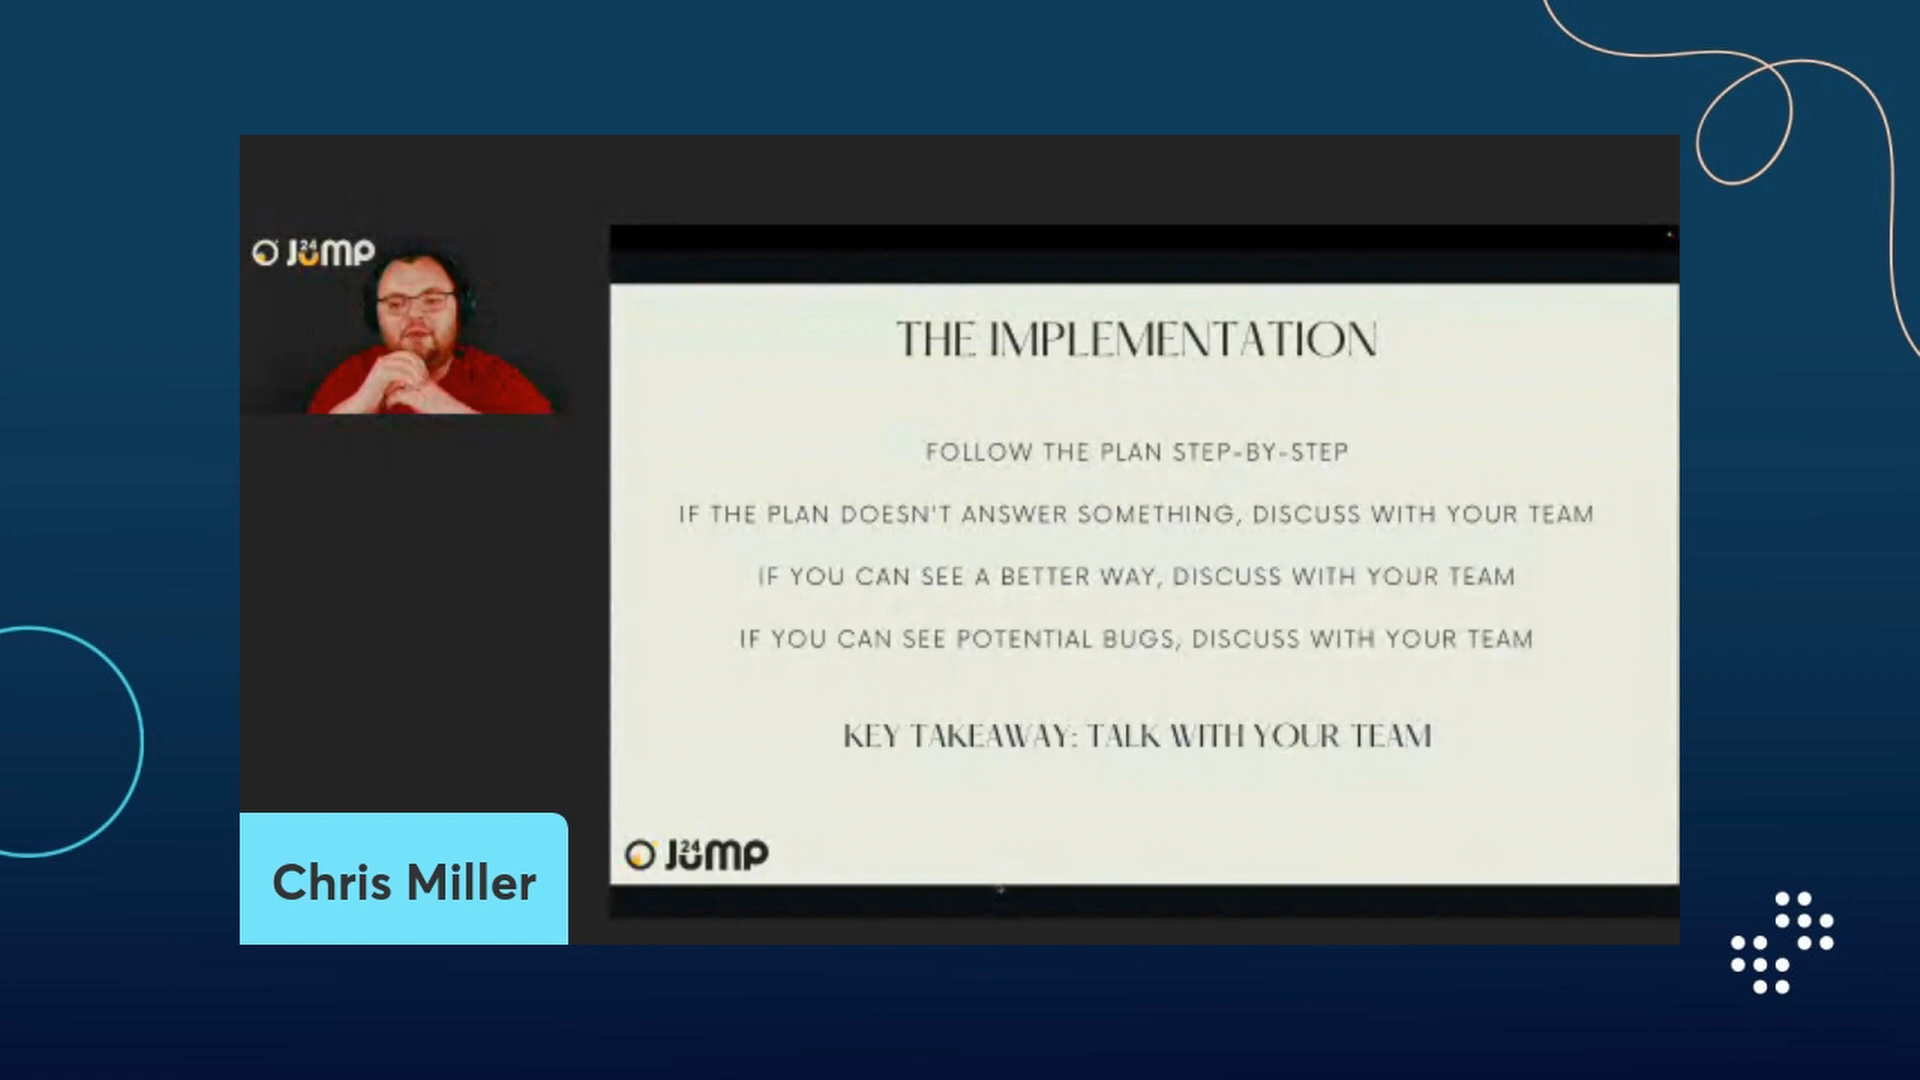 JUMP
24
THE IMPLEMENTATION
FOLLOW THE PLAN STEP-BY-STEP
IF THE PLAN DOESN'T ANSWER SOMETHING, DISCUSS WITH YOUR TEAM
IF YOU CAN SEE A BETTER WAY, DISCUSS WITH YOUR TEAM
IF YOU CAN SEE POTENTIAL BUGS, DISCUSS WITH YOUR TEAM
KEY TAKEAWAY: TALK WITH YOUR TEAM
JUMP
24
Chris Miller